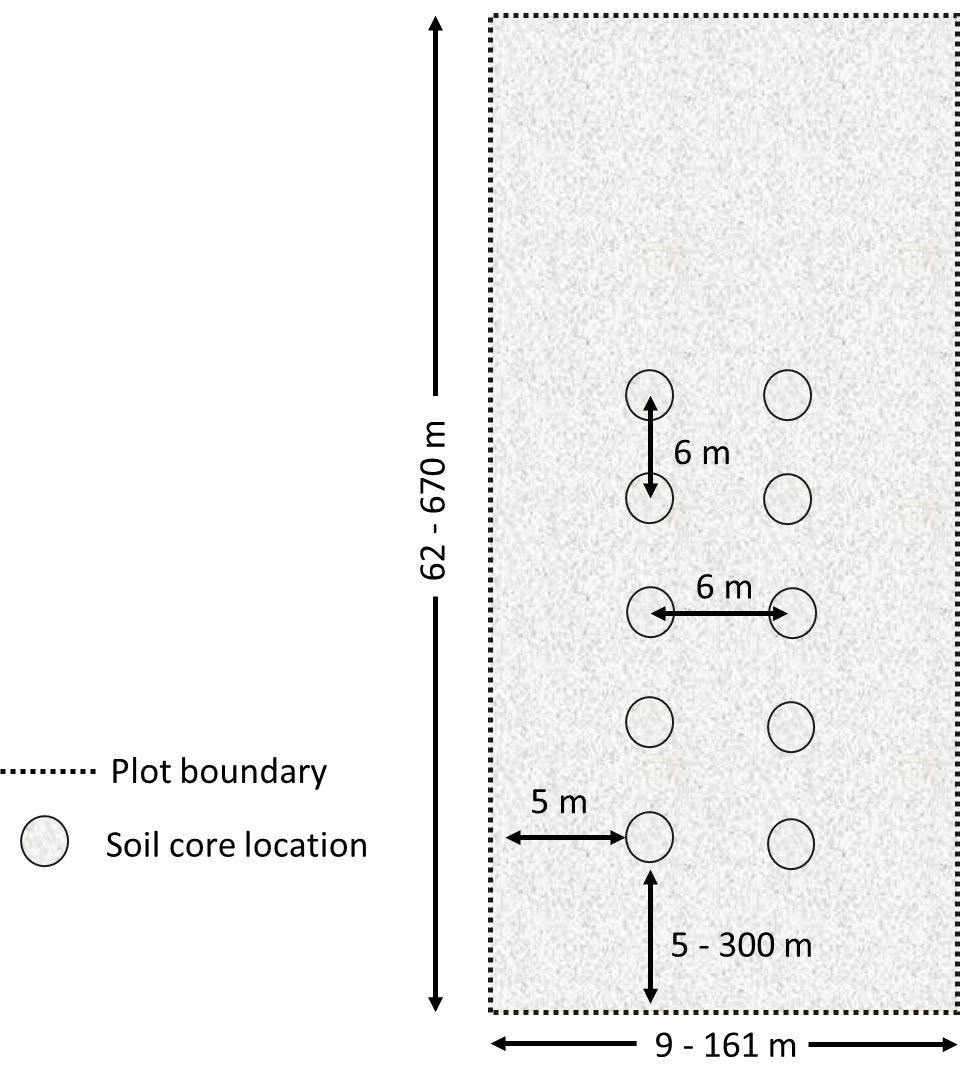 62 - 670 m
6 m
6 m
Plot boundary
5 m
Soil core location
5 - 300 m
9 - 161 m